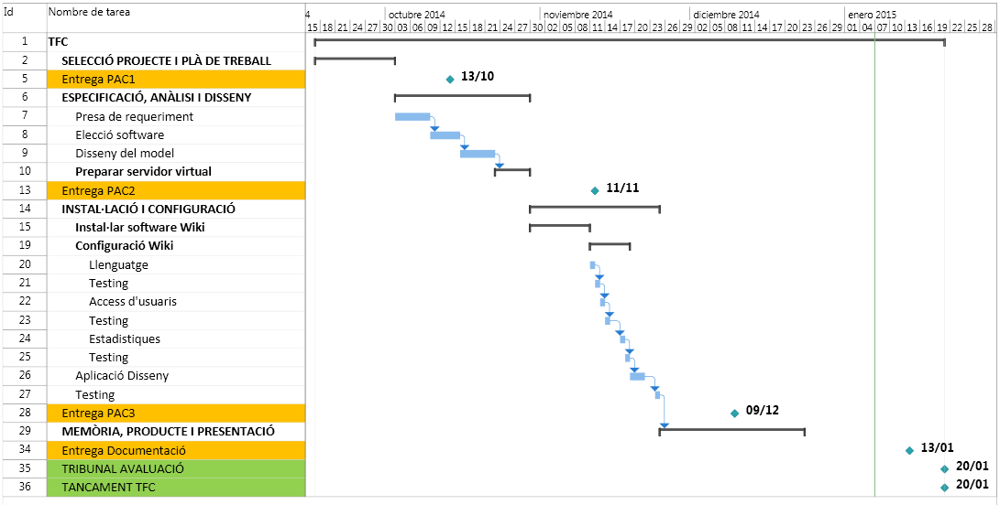 Id Nombre de tarea 4 octubre 2014 noviembre 2014 diciembre 2014 enero 2015
15 18 21 24 27 30 03 06 09 12 15 18 21 24 27 30 02 05 08 11 14 17 20 23 26 29 02 05 08 11 14 17 20 23 26 29 01 04 07 10 13 16 19 22 25 28
1 TFC
2 SELECCIÓ PROJECTE I PLÀ DE TREBALL
5 Entrega PAC1 13/10
6 ESPECIFICACIÓ, ANÀLISI I DISSENY
7 Presa de requeriment
8 Elecció software
9 Disseny del model
10 Preparar servidor virtual
13 Entrega PAC2 11/11
14 INSTAL·LACIÓ I CONFIGURACIÓ
15 Instal·lar software Wiki
19 Configuració Wiki
20 Llenguatge
21 Testing
22 Access d'usuaris
23 Testing
24 Estadistiques
25 Testing
26 Aplicació Disseny
27 Testing
28 Entrega PAC3 09/12
29 MEMÒRIA, PRODUCTE I PRESENTACIÓ
34 Entrega Documentació 13/01
35 TRIBUNAL AVALUACIÓ 20/01
36 TANCAMENT TFC 20/01